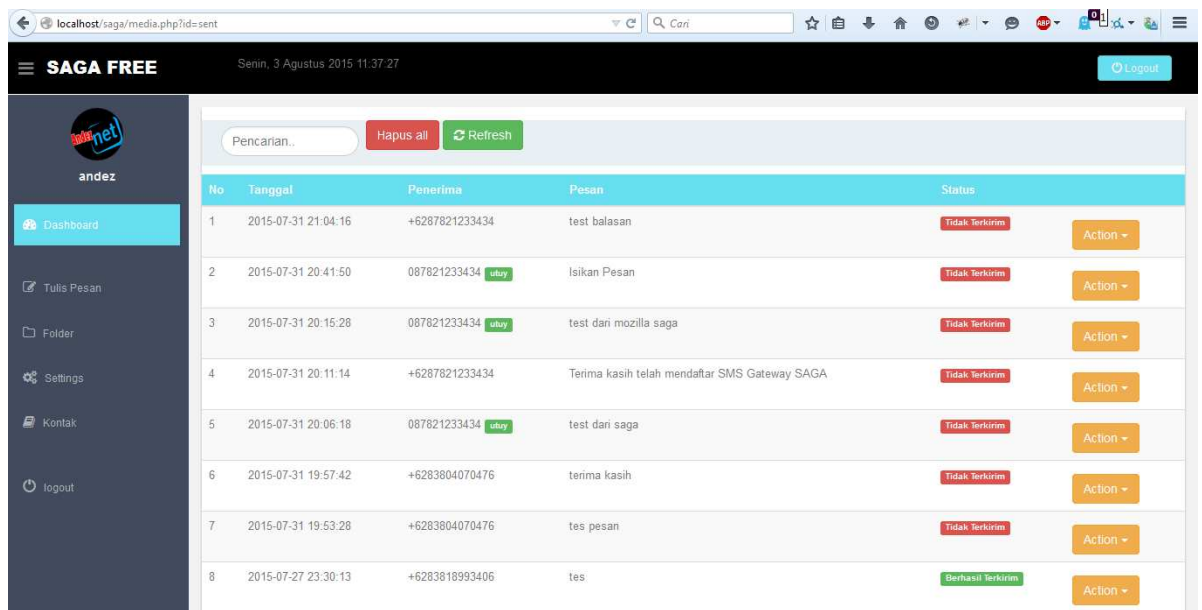 localhost/saga/media.php?id=sent
Cari
ABP
0
1
SAGA FREE
Senin, 3 Agustus 2015 11:37:27
Logout
Andeznet
andez
Dashboard
Tulis Pesan
Folder
Settings
Kontak
logout
Pencarian..
Hapus all
Refresh
No Tanggal Penerima Pesan Status
1 2015-07-31 21:04:16 +6287821233434 test balasan Tidak Terkirim Action
2 2015-07-31 20:41:50 087821233434 utuy Isikan Pesan Tidak Terkirim Action
3 2015-07-31 20:15:28 087821233434 utuy test dari mozilla saga Tidak Terkirim Action
4 2015-07-31 20:11:14 +6287821233434 Terima kasih telah mendaftar SMS Gateway SAGA Tidak Terkirim Action
5 2015-07-31 20:06:18 087821233434 utuy test dari saga Tidak Terkirim Action
6 2015-07-31 19:57:42 +6283804070476 terima kasih Tidak Terkirim Action
7 2015-07-31 19:53:28 +6283804070476 tes pesan Tidak Terkirim Action
8 2015-07-27 23:30:13 +6283818993406 tes Berhasil Terkirim Action